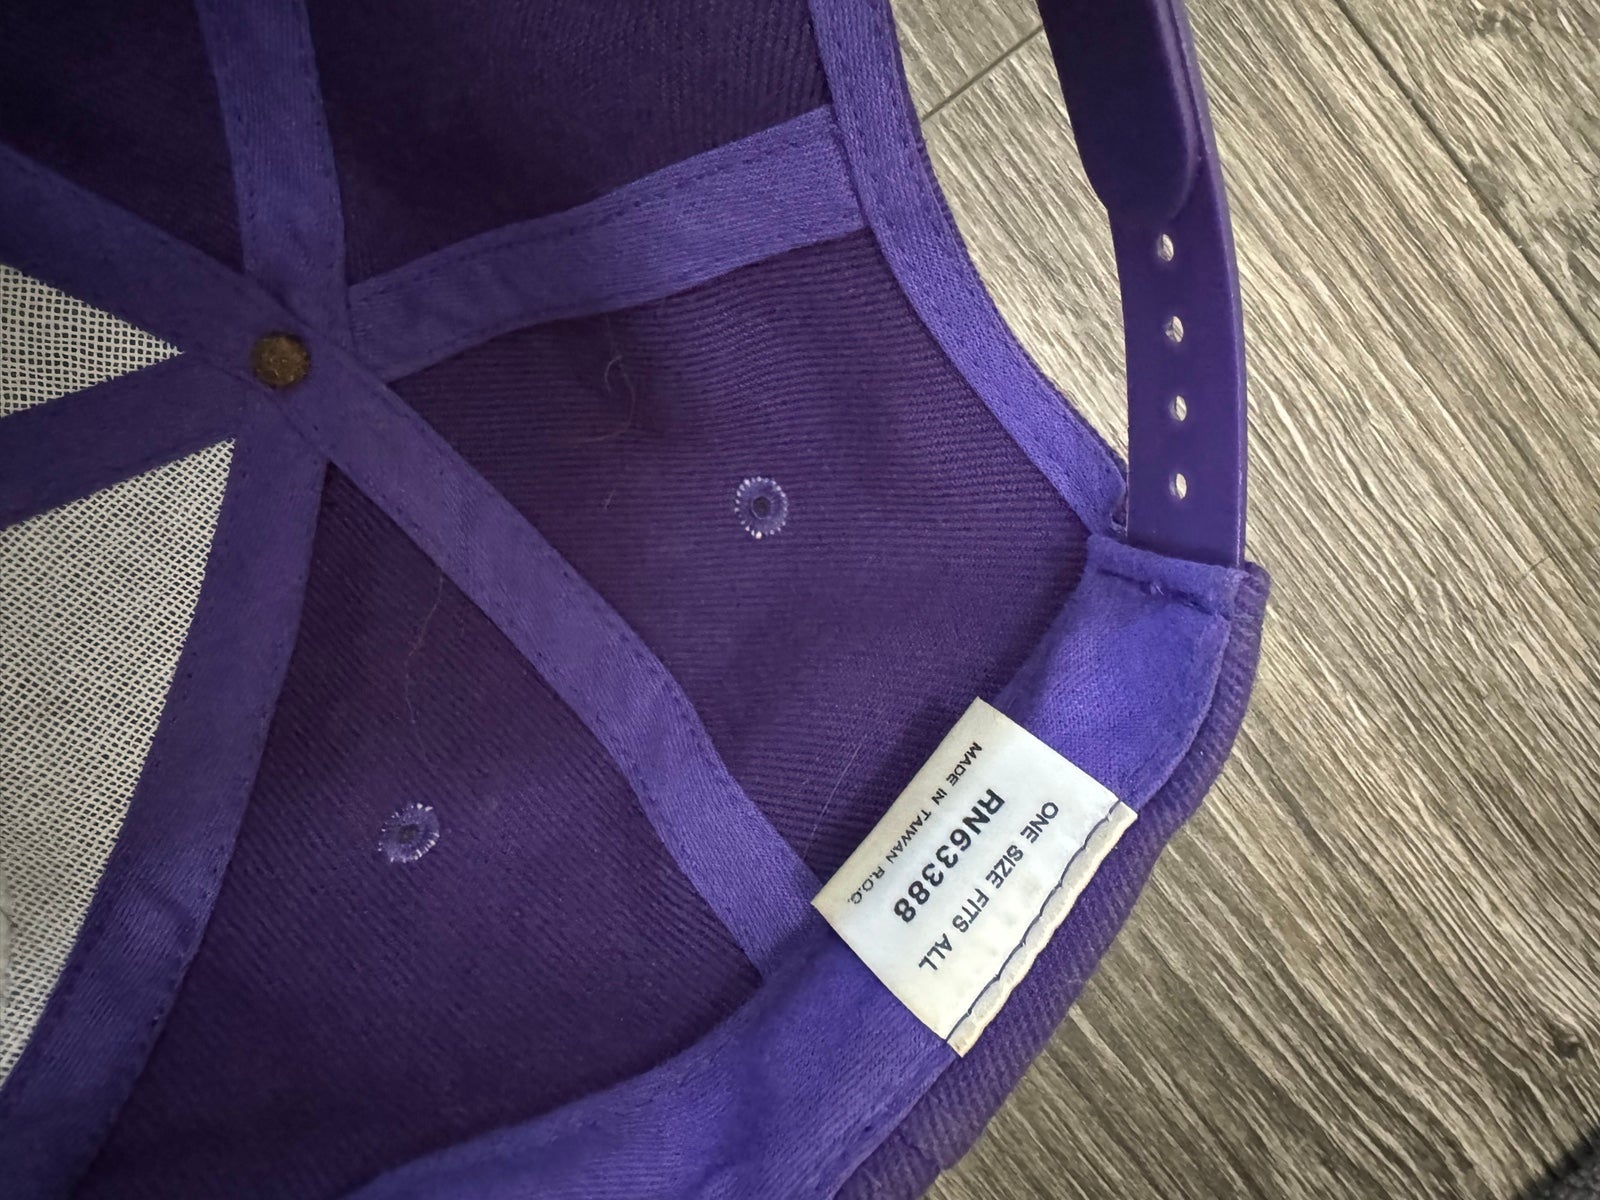 ONE SIZE FITS ALL
RN63388
MADE IN TAIWAN R.O.C.